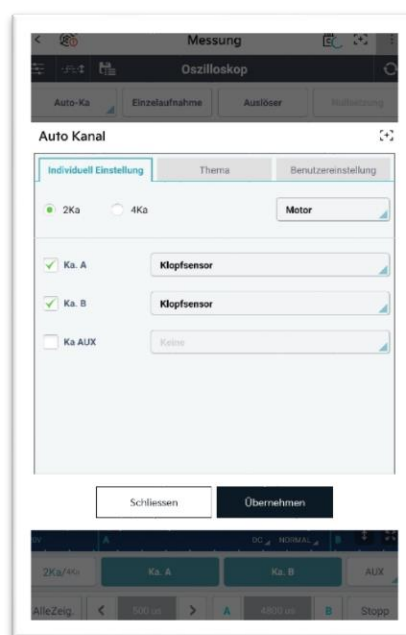 Messung
Oszilloskop
Auto-Ka Einzelaufnahme Auslöser
Auto Kanal
Individuell Einstellung Thema Benutzereinstellung
2Ka 4Ka Motor
Ka. A Klopfsensor
Ka. B Klopfsensor
Ka AUX Keine
Schliessen Übernehmen
A DC NORMAL B
2Ka/4Ka Ka. A Ka. B AUX
AlleZeig. < 500 us > A 4800 us B Stopp